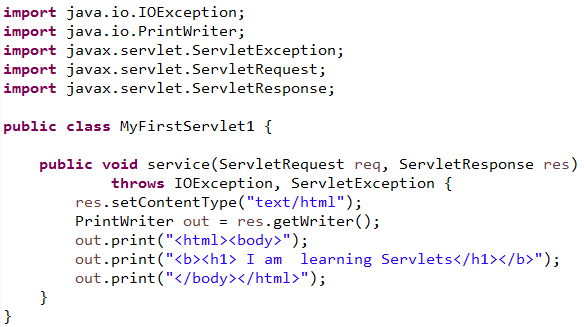 import java.io.IOException;
import java.io.PrintWriter;
import javax.servlet.ServletException;
import javax.servlet.ServletRequest;
import javax.servlet.ServletResponse;

public class MyFirstServlet1 {

    public void service(ServletRequest req, ServletResponse res)
            throws IOException, ServletException {
        res.setContentType("text/html");
        PrintWriter out = res.getWriter();
        out.print("<html><body>");
        out.print("<b><h1> I am  learning Servlets</h1></b>");
        out.print("</body></html>");
    }
}